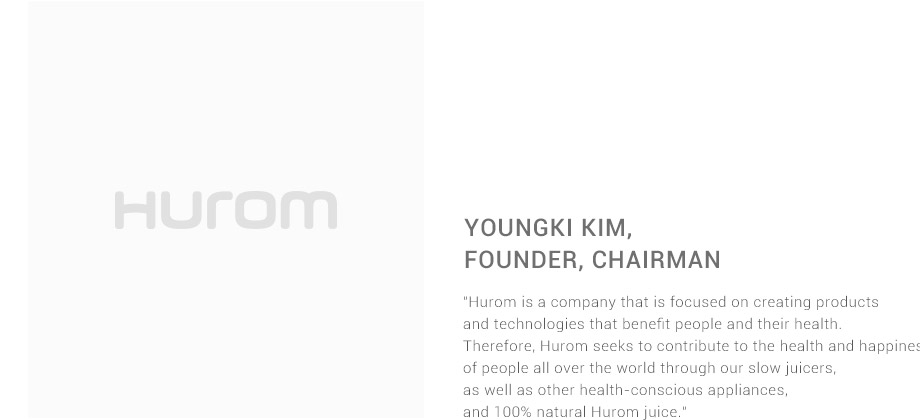 Hurom
YOUNGKI KIM,
FOUNDER, CHAIRMAN
"Hurom is a company that is focused on creating products
and technologies that benefit people and their health.
Therefore, Hurom seeks to contribute to the health and happines
of people all over the world through our slow juicers,
as well as other health-conscious appliances,
and 100% natural Hurom juice."